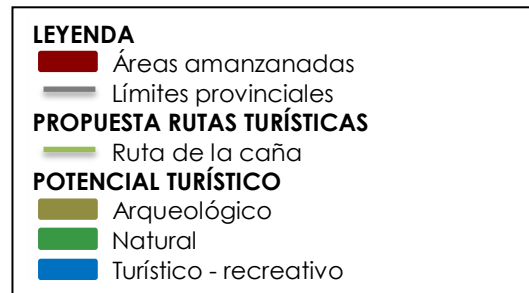 LEYENDA
Áreas amanzanadas
Límites provinciales
PROPUESTA RUTAS TURÍSTICAS
Ruta de la caña
POTENCIAL TURÍSTICO
Arqueológico
Natural
Turístico - recreativo